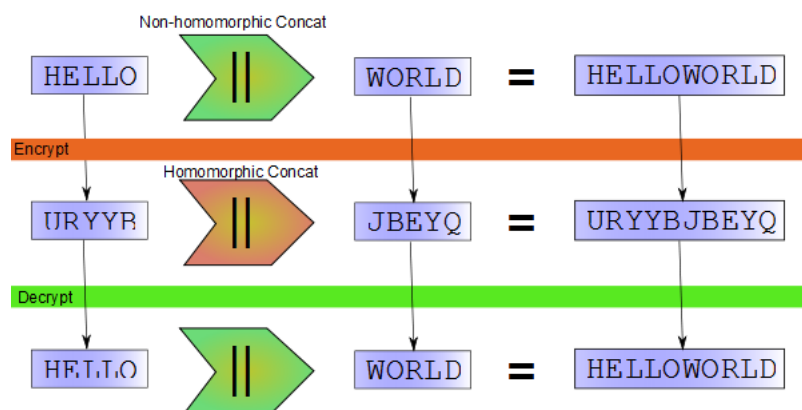 Non-homomorphic Concat
HELLO || WORLD = HELLOWORLD
Encrypt
Homomorphic Concat
URYYB || JBEYQ = URYYBJBEYQ
Decrypt
HELLO || WORLD = HELLOWORLD